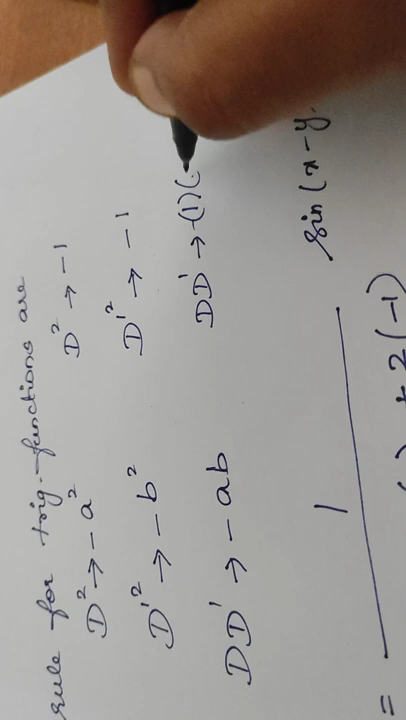 rule for trig. functions are
D² → -a² D² → -1
D'² → -b² D'² → -1
DD' → -ab DD' → -(1)(
= 1 sin(x-y
) + 2(-1)